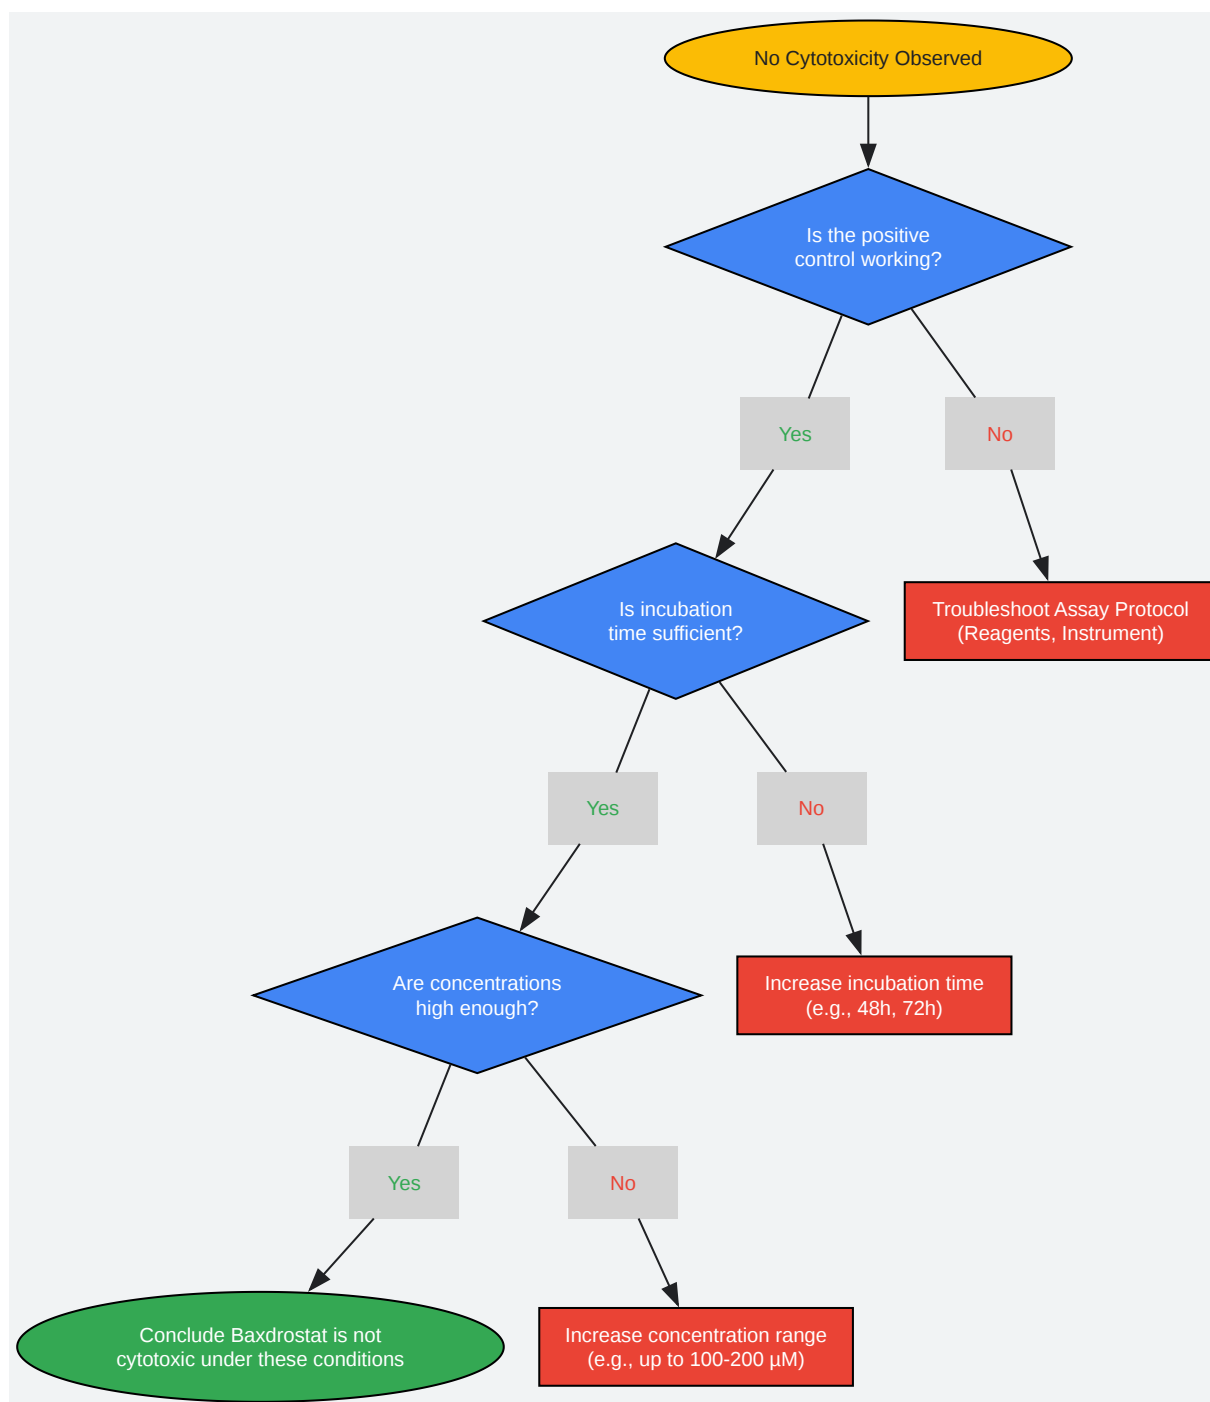 No Cytotoxicity Observed
Is the positive
control working?
Yes
No
Is incubation
time sufficient?
Troubleshoot Assay Protocol
(Reagents, Instrument)
Yes
No
Are concentrations
high enough?
Increase incubation time
(e.g., 48h, 72h)
Yes
No
Conclude Baxdrostat is not
cytotoxic under these conditions
Increase concentration range
(e.g., up to 100-200 µM)